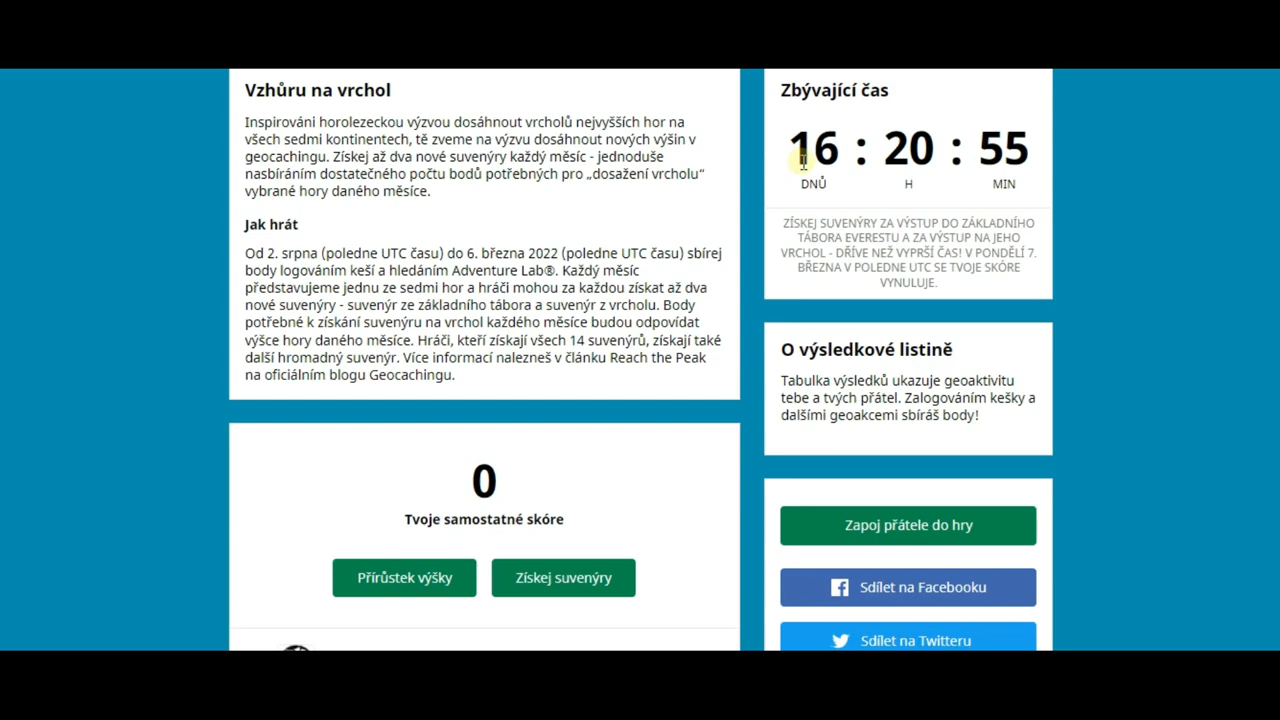 Vzhůru na vrchol
Inspirováni horolezeckou výzvou dosáhnout vrcholů nejvyšších hor na
všech sedmi kontinentech, tě zveme na výzvu dosáhnout nových výšin v
geocachingu. Získej až dva nové suvenýry každý měsíc - jednoduše
nasbíráním dostatečného počtu bodů potřebných pro „dosažení vrcholu“
vybrané hory daného měsíce.
Jak hrát
Od 2. srpna (poledne UTC času) do 6. března 2022 (poledne UTC času) sbírej
body logováním keší a hledáním Adventure Lab®. Každý měsíc
představujeme jednu ze sedmi hor a hráči mohou za každou získat až dva
nové suvenýry - suvenýr ze základního tábora a suvenýr z vrcholu. Body
potřebné k získání suvenýru na vrchol každého měsíce budou odpovídat
výšce hory daného měsíce. Hráči, kteří získají všech 14 suvenýrů, získají také
další hromadný suvenýr. Více informací nalezneš v článku Reach the Peak
na oficiálním blogu Geocachingu.
0
Tvoje samostatné skóre
Přírůstek výšky
Získej suvenýry
Zbývající čas
16 : 20 : 55
DNŮ H MIN
ZÍSKEJ SUVENÝRY ZA VÝSTUP DO ZÁKLADNÍHO
TÁBORA EVERESTU A ZA VÝSTUP NA JEHO
VRCHOL - DŘÍVE NEŽ VYPRŠÍ ČAS! V PONDĚLÍ 7.
BŘEZNA V POLEDNE UTC SE TVOJE SKÓRE
VYNULUJE.
O výsledkové listině
Tabulka výsledků ukazuje geoaktivitu
tebe a tvých přátel. Zalogováním kešky a
dalšími geoakcemi sbíráš body!
Zapoj přátele do hry
Sdílet na Facebooku
Sdílet na Twitteru